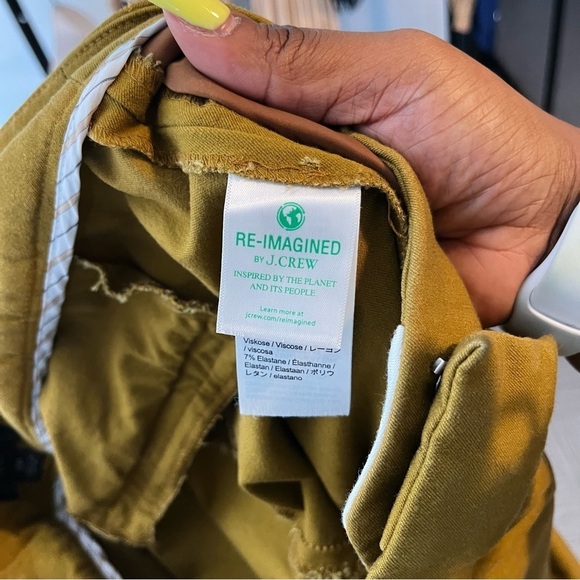 RE-IMAGINED
BY J.CREW
INSPIRED BY THE PLANET
AND ITS PEOPLE
Learn more at
jcrew.com/reimagined
Viskose / Viscose / レーヨン
/ viscosa
7% Elastane / Élasthanne /
Elastan / Elastaan / ポリウ
レタン / elastano